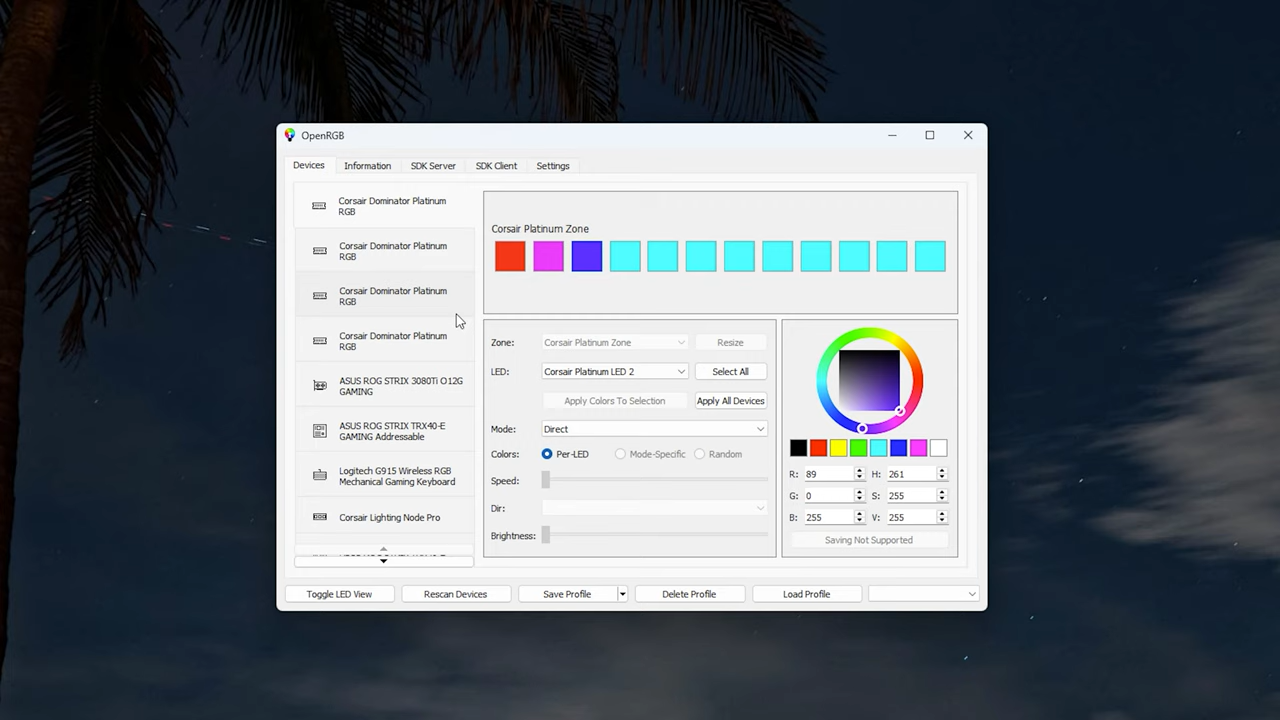 OpenRGB
Devices
Information
SDK Server
SDK Client
Settings
Corsair Dominator Platinum
RGB
Corsair Dominator Platinum
RGB
Corsair Dominator Platinum
RGB
Corsair Dominator Platinum
RGB
ASUS ROG STRIX 3080Ti O12G
GAMING
ASUS ROG STRIX TRX40-E
GAMING Addressable
Logitech G915 Wireless RGB
Mechanical Gaming Keyboard
Corsair Lighting Node Pro
Corsair Platinum Zone
Zone:
Corsair Platinum Zone
Resize
LED:
Corsair Platinum LED 2
Select All
Apply Colors To Selection
Apply All Devices
Mode:
Direct
Colors:
Per-LED
Mode-Specific
Random
Speed:
Dir:
Brightness:
R: 89
H: 261
G: 0
S: 255
B: 255
V: 255
Saving Not Supported
Toggle LED View
Rescan Devices
Save Profile
Delete Profile
Load Profile